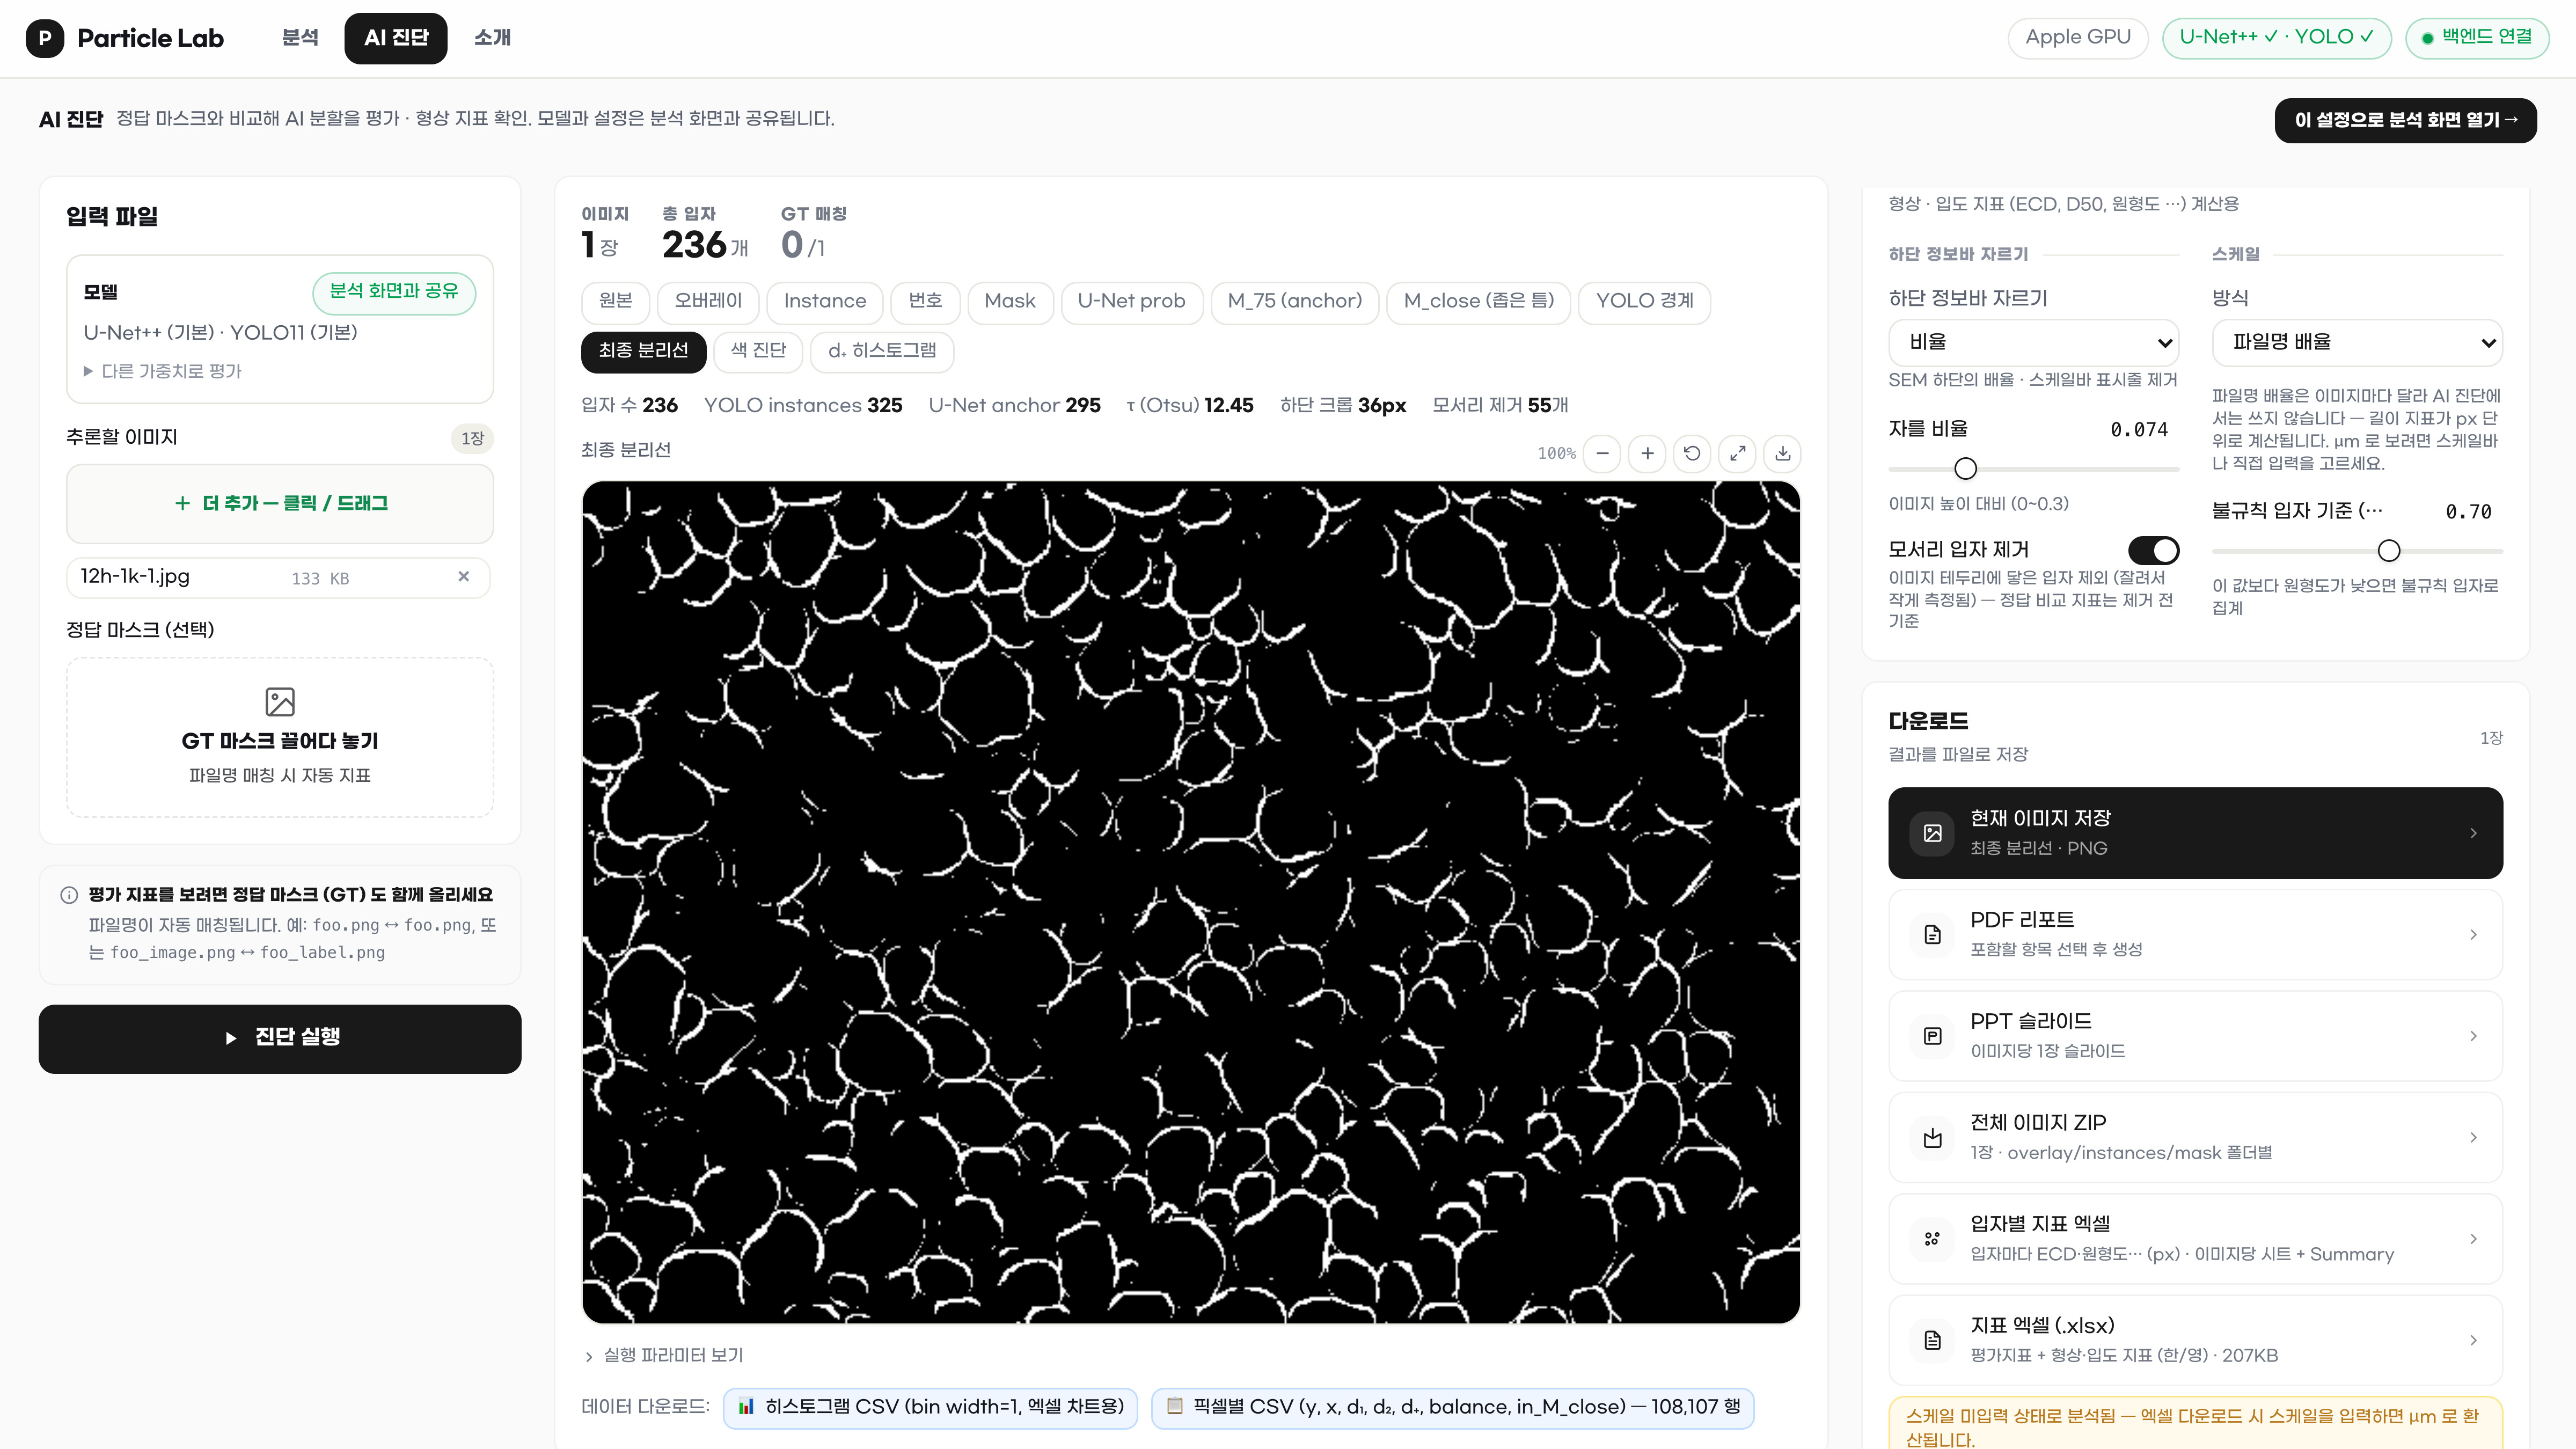 P Particle Lab 분석 AI 진단 소개 Apple GPU U-Net++ ✓ · YOLO ✓ 백엔드 연결
AI 진단 정답 마스크와 비교해 AI 분할을 평가 · 형상 지표 확인. 모델과 설정은 분석 화면과 공유됩니다. 이 설정으로 분석 화면 열기 →
입력 파일
모델 분석 화면과 공유
U-Net++ (기본) · YOLO11 (기본)
▶ 다른 가중치로 평가
추론할 이미지 1장
+ 더 추가 — 클릭 / 드래그
12h-1k-1.jpg 133 KB ×
정답 마스크 (선택)
GT 마스크 끌어다 놓기
파일명 매칭 시 자동 지표
평가 지표를 보려면 정답 마스크 (GT) 도 함께 올리세요
파일명이 자동 매칭됩니다. 예: foo.png ↔ foo.png, 또
는 foo_image.png ↔ foo_label.png
▶ 진단 실행
이미지 총 입자 GT 매칭
1 장 236 개 0 /1
원본 오버레이 Instance 번호 Mask U-Net prob M_75 (anchor) M_close (좁은 틈) YOLO 경계
최종 분리선 색 진단 d₊ 히스토그램
입자 수 236 YOLO instances 325 U-Net anchor 295 τ (Otsu) 12.45 하단 크롭 36px 모서리 제거 55개
최종 분리선 100%
> 실행 파라미터 보기
데이터 다운로드: 히스토그램 CSV (bin width=1, 엑셀 차트용) 픽셀별 CSV (y, x, d₁, d₂, d₊, balance, in_M_close) — 108,107 행
형상 · 입도 지표 (ECD, D50, 원형도 …) 계산용
하단 정보바 자르기
하단 정보바 자르기
비율
SEM 하단의 배율 · 스케일바 표시줄 제거
자를 비율 0.074
이미지 높이 대비 (0~0.3)
모서리 입자 제거
이미지 테두리에 닿은 입자 제외 (잘려서
작게 측정됨) — 정답 비교 지표는 제거 전
기준
스케일
방식
파일명 배율
파일명 배율은 이미지마다 달라 AI 진단에
서는 쓰지 않습니다 — 길이 지표가 px 단
위로 계산됩니다. μm 로 보려면 스케일바
나 직접 입력을 고르세요.
불규칙 입자 기준 (… 0.70
이 값보다 원형도가 낮으면 불규칙 입자로
집계
다운로드
결과를 파일로 저장 1장
현재 이미지 저장
최종 분리선 · PNG
PDF 리포트
포함할 항목 선택 후 생성
PPT 슬라이드
이미지당 1장 슬라이드
전체 이미지 ZIP
1장 · overlay/instances/mask 폴더별
입자별 지표 엑셀
입자마다 ECD·원형도… (px) · 이미지당 시트 + Summary
지표 엑셀 (.xlsx)
평가지표 + 형상·입도 지표 (한/영) · 207KB
스케일 미입력 상태로 분석됨 — 엑셀 다운로드 시 스케일을 입력하면 μm 로 환
산됩니다.